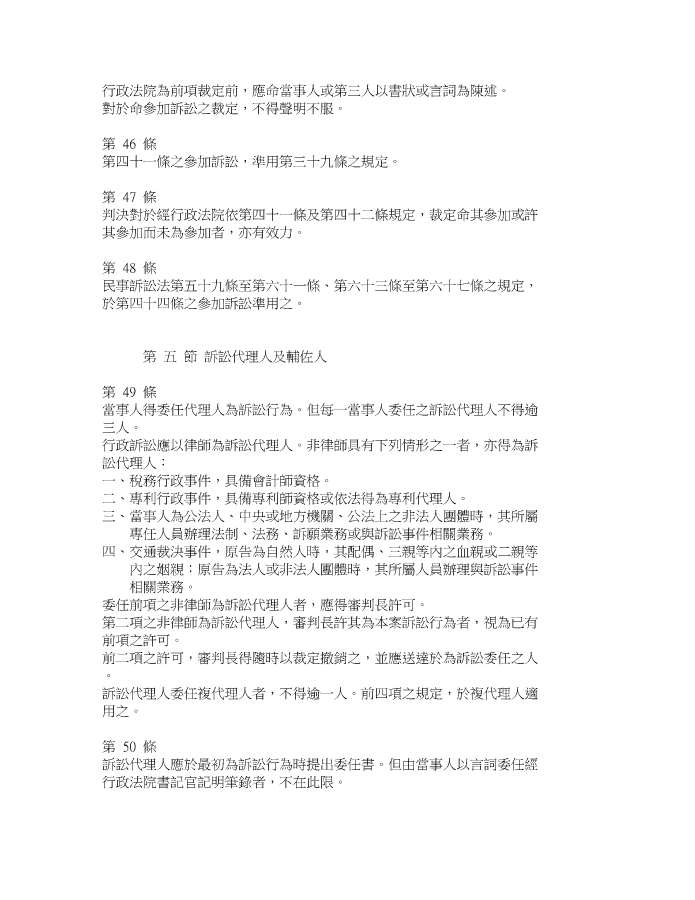 行政法院為前項裁定前，應命當事人或第三人以書狀或言詞為陳述。
對於命參加訴訟之裁定，不得聲明不服。
第 46 條
第四十一條之參加訴訟，準用第三十九條之規定。
第 47 條
判決對於經行政法院依第四十一條及第四十二條規定，裁定命其參加或許
其參加而未為參加者，亦有效力。
第 48 條
民事訴訟法第五十九條至第六十一條、第六十三條至第六十七條之規定，
於第四十四條之參加訴訟準用之。
第 五 節 訴訟代理人及輔佐人
第 49 條
當事人得委任代理人為訴訟行為。但每一當事人委任之訴訟代理人不得逾
三人。
行政訴訟應以律師為訴訟代理人。非律師具有下列情形之一者，亦得為訴
訟代理人：
一、稅務行政事件，具備會計師資格。
二、專利行政事件，具備專利師資格或依法得為專利代理人。
三、當事人為公法人、中央或地方機關、公法上之非法人團體時，其所屬
專任人員辦理法制、法務、訴願業務或與訴訟事件相關業務。
四、交通裁決事件，原告為自然人時，其配偶、三親等內之血親或二親等
內之姻親；原告為法人或非法人團體時，其所屬人員辦理與訴訟事件
相關業務。
委任前項之非律師為訴訟代理人者，應得審判長許可。
第二項之非律師為訴訟代理人，審判長許其為本案訴訟行為者，視為已有
前項之許可。
前二項之許可，審判長得隨時以裁定撤銷之，並應送達於為訴訟委任之人
。
訴訟代理人委任複代理人者，不得逾一人。前四項之規定，於複代理人適
用之。
第 50 條
訴訟代理人應於最初為訴訟行為時提出委任書。但由當事人以言詞委任經
行政法院書記官記明筆錄者，不在此限。